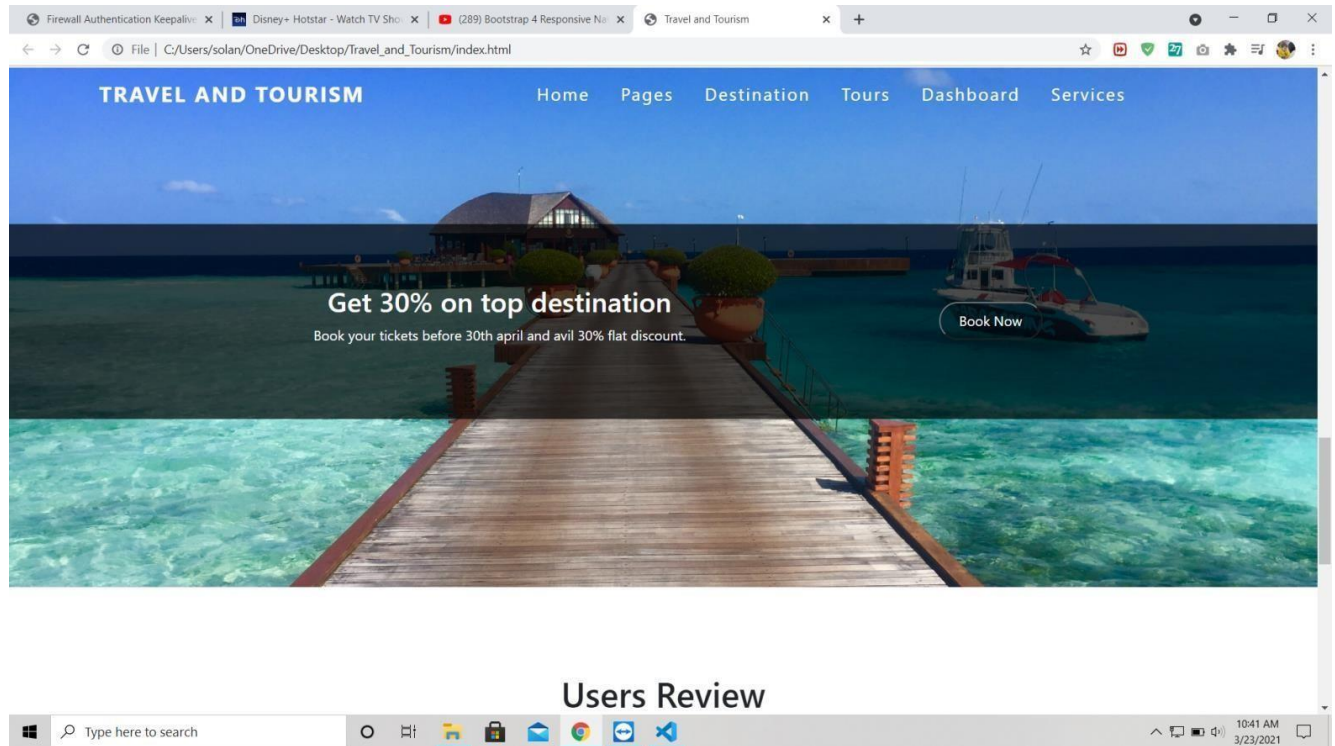 Firewall Authentication Keepalive
Disney+ Hotstar - Watch TV Sho
(289) Bootstrap 4 Responsive Na
Travel and Tourism
File | C:/Users/solan/OneDrive/Desktop/Travel_and_Tourism/index.html
27
TRAVEL AND TOURISM
Home Pages Destination Tours Dashboard Services
Get 30% on top destination
Book your tickets before 30th april and avil 30% flat discount.
Book Now
Users Review
Type here to search
10:41 AM
3/23/2021